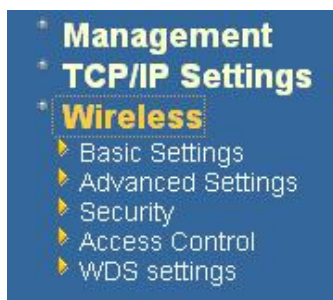 Management
TCP/IP Settings
Wireless
Basic Settings
Advanced Settings
Security
Access Control
WDS settings